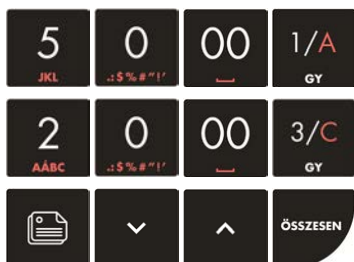 5 0 00 1/A
JKL .:$%#"!' GY
2 0 00 3/C
AÁBC .:$%#"!' GY
ÖSSZESEN